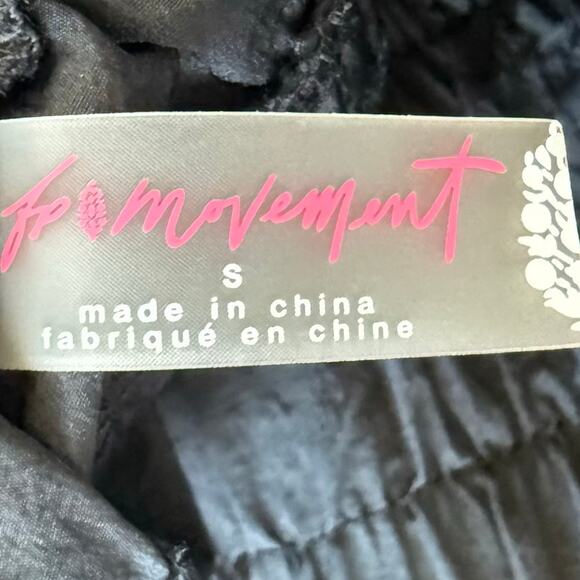 fp movement
S
made in china
fabriqué en chine